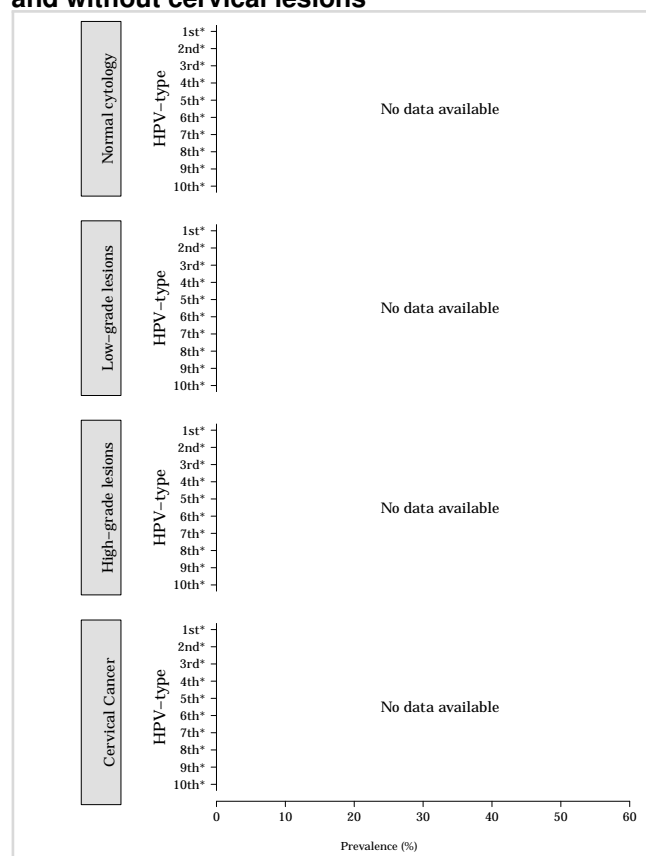 and without cervical lesions
Normal cytology
HPV−type
1st*
2nd*
3rd*
4th*
5th*
6th*
7th*
8th*
9th*
10th*
No data available
Low−grade lesions
HPV−type
1st*
2nd*
3rd*
4th*
5th*
6th*
7th*
8th*
9th*
10th*
No data available
High−grade lesions
HPV−type
1st*
2nd*
3rd*
4th*
5th*
6th*
7th*
8th*
9th*
10th*
No data available
Cervical Cancer
HPV−type
1st*
2nd*
3rd*
4th*
5th*
6th*
7th*
8th*
9th*
10th*
No data available
0 10 20 30 40 50 60
Prevalence (%)